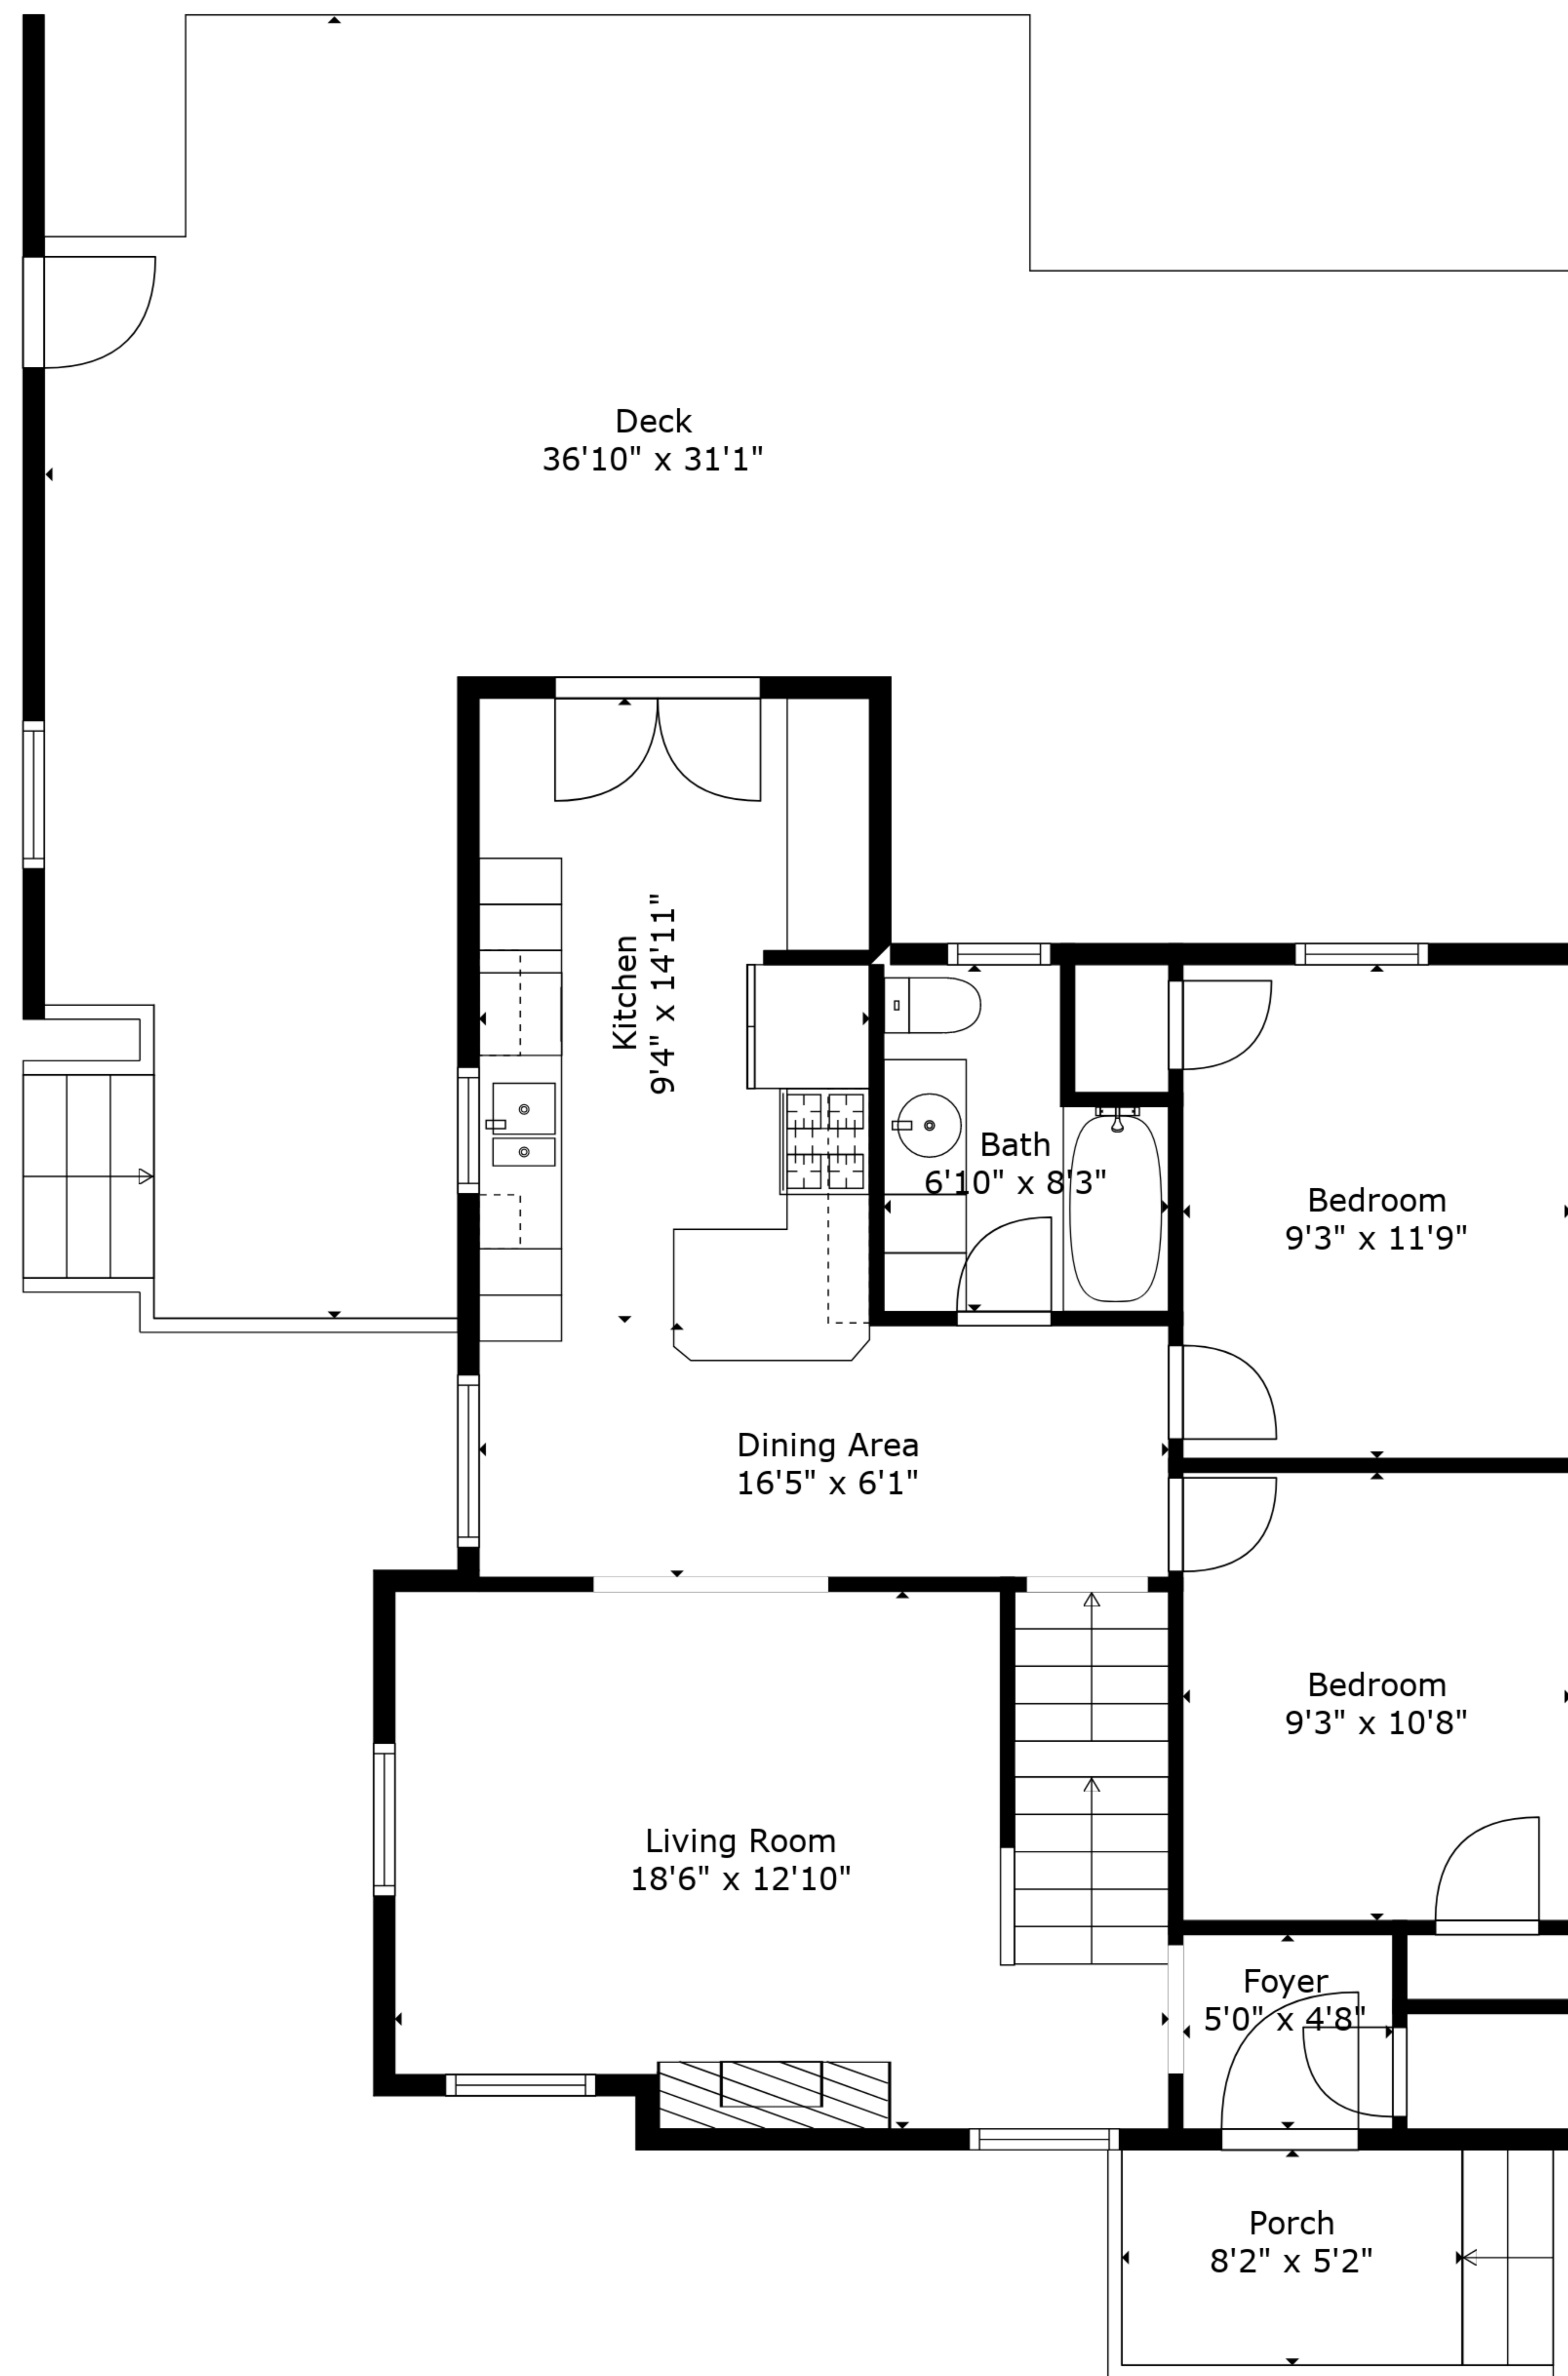 Deck
36'10" x 31'1"
Kitchen
9'4" x 14'11"
Bath
6'10" x 8'3"
Bedroom
9'3" x 11'9"
Dining Area
16'5" x 6'1"
Bedroom
9'3" x 10'8"
Living Room
18'6" x 12'10"
Foyer
5'0" x 4'8"
Porch
8'2" x 5'2"